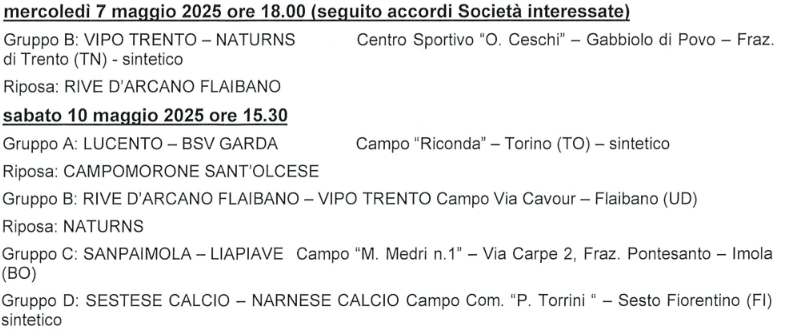 mercoledì 7 maggio 2025 ore 18.00 (seguito accordi Società interessate)
Gruppo B: VIPO TRENTO – NATURNS Centro Sportivo "O. Ceschi" – Gabbiolo di Povo – Fraz.
di Trento (TN) - sintetico
Riposa: RIVE D'ARCANO FLAIBANO
sabato 10 maggio 2025 ore 15.30
Gruppo A: LUCENTO – BSV GARDA Campo "Riconda" – Torino (TO) – sintetico
Riposa: CAMPOMORONE SANT'OLCESE
Gruppo B: RIVE D'ARCANO FLAIBANO – VIPO TRENTO Campo Via Cavour – Flaibano (UD)
Riposa: NATURNS
Gruppo C: SANPAIMOLA – LIAPIAVE Campo "M. Medri n.1" – Via Carpe 2, Fraz. Pontesanto – Imola
(BO)
Gruppo D: SESTESE CALCIO – NARNESE CALCIO Campo Com. "P. Torrini " – Sesto Fiorentino (FI)
sintetico